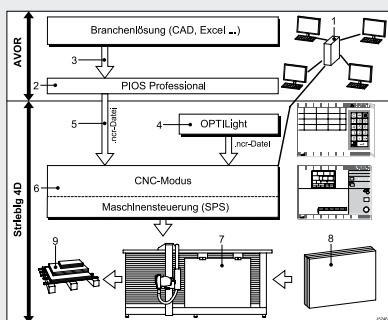 AVOR
Branchenlösung (CAD, Excel ...)
1
3
2
PIOS Professional
Striebig 4D
5
.ncr-Datei
4
OPTILight
.ncr-Datei
6
CNC-Modus
Maschinensteuerung (SPS)
9
7
8